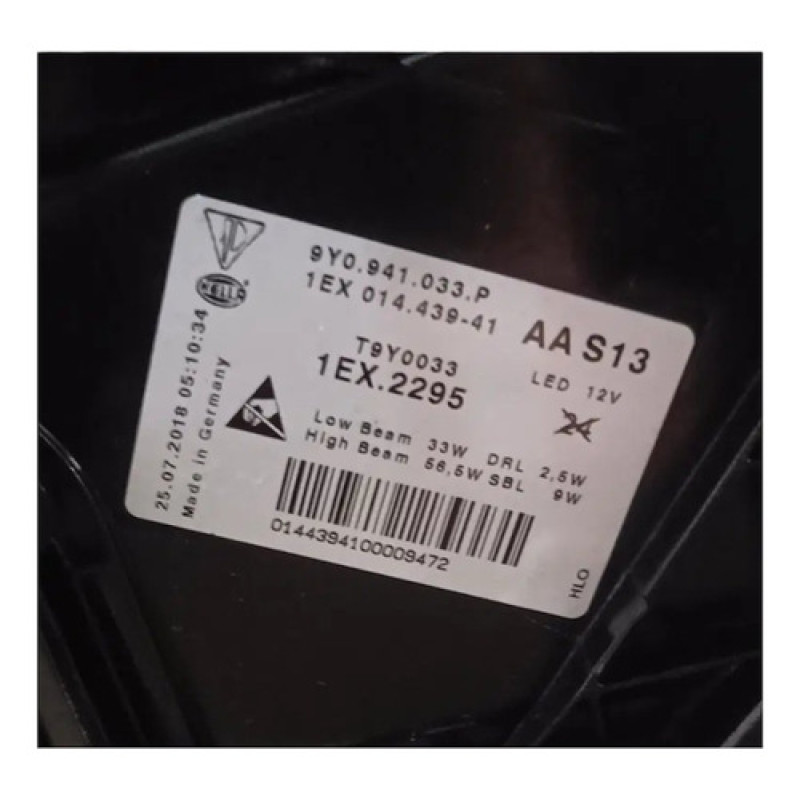 9Y0.941.033.P
1EX 014.439-41
AA S13
HELLA
T9Y0033
1EX.2295
LED 12V
24
Low Beam 33W DRL 2,5W
High Beam 56,5W SBL 9W
25.07.2018 05:10:34
Made in Germany
0144394100009472
HLO